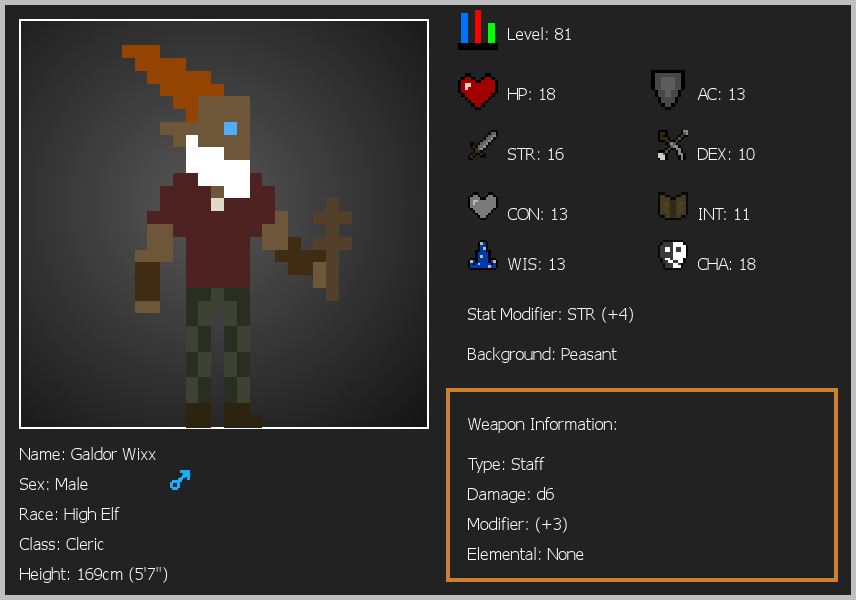 Level: 81
HP: 18
AC: 13
STR: 16
DEX: 10
CON: 13
INT: 11
WIS: 13
CHA: 18
Stat Modifier: STR (+4)
Background: Peasant
Weapon Information:
Type: Staff
Damage: d6
Modifier: (+3)
Elemental: None
Name: Galdor Wixx
Sex: Male
Race: High Elf
Class: Cleric
Height: 169cm (5'7")